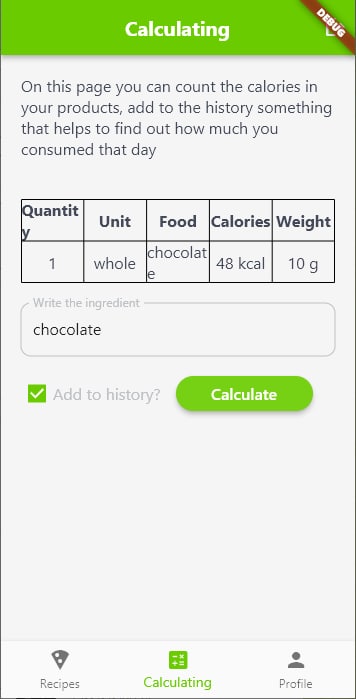 Calculating
DEBUG
On this page you can count the calories in
your products, add to the history something
that helps to find out how much you
consumed that day
Quantit
y Unit Food Calories Weight
1 whole chocolat
e 48 kcal 10 g
Write the ingredient
chocolate
Add to history? Calculate
Recipes Calculating Profile